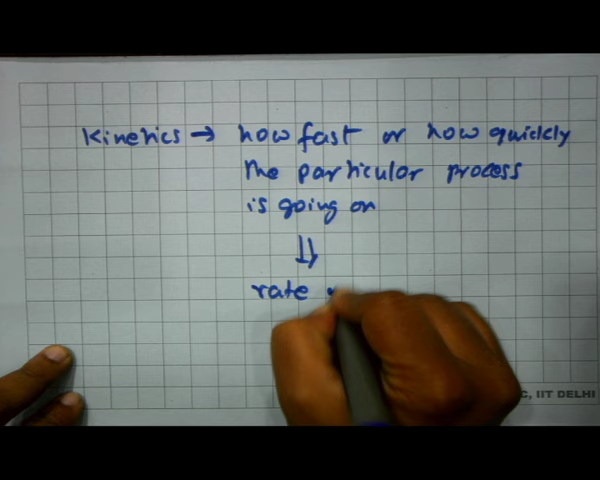 Kinetics → how fast or how quickly
the particular process
is going on
⇓
rate
C, IIT DELHI